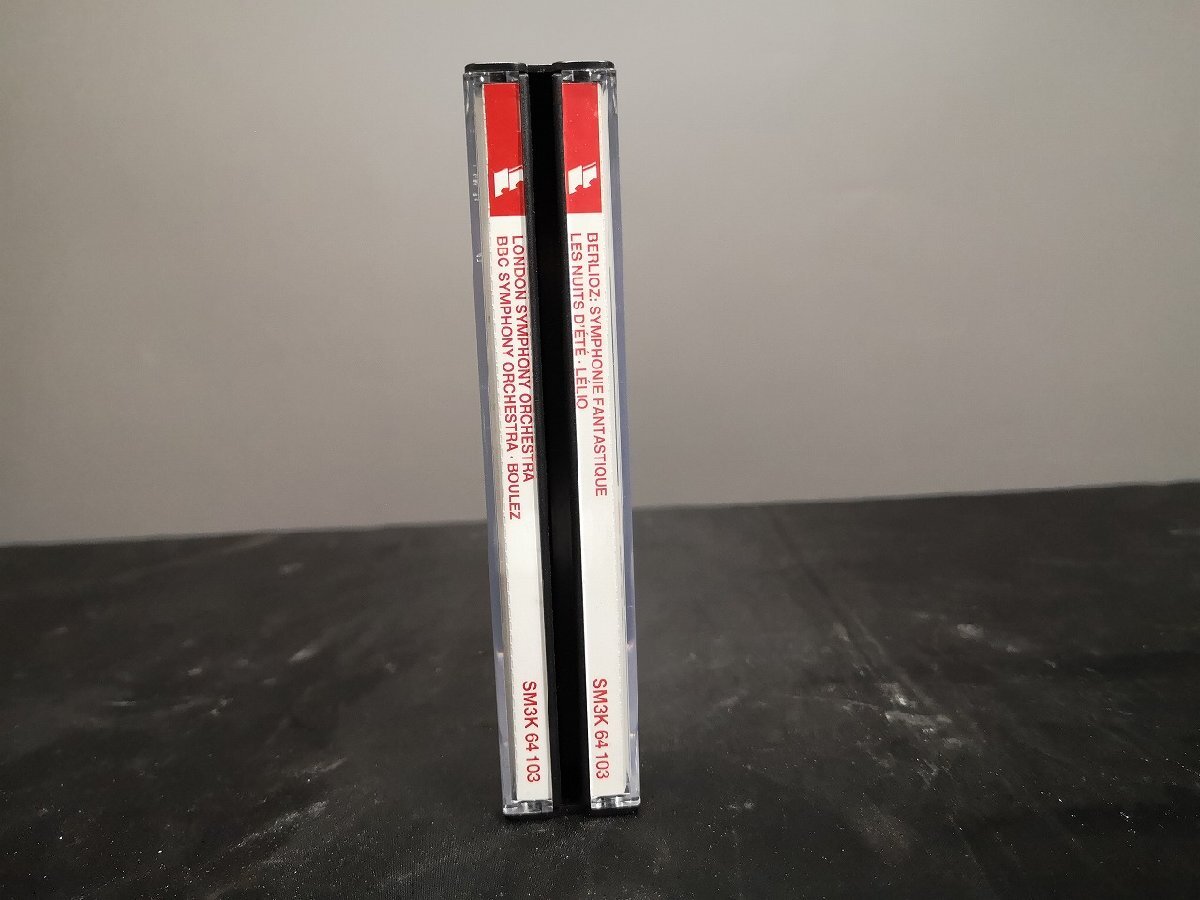 LONDON SYMPHONY ORCHESTRA
BBC SYMPHONY ORCHESTRA · BOULEZ
SM3K 64 103
BERLIOZ: SYMPHONIE FANTASTIQUE
LES NUITS D'ÉTÉ · LÉLIO
SM3K 64 103